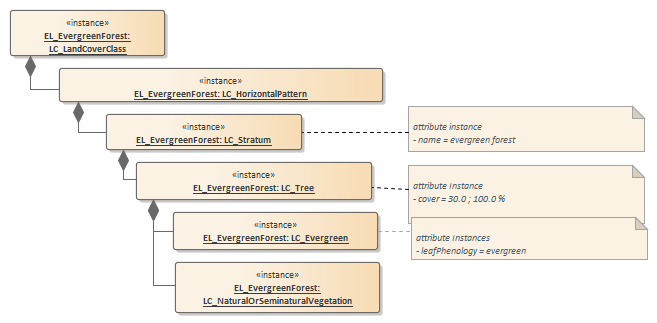 «instance»
EL_EvergreenForest:
LC_LandCoverClass
«instance»
EL_EvergreenForest: LC_HorizontalPattern
«instance»
EL_EvergreenForest: LC_Stratum
attribute instance
- name = evergreen forest
«instance»
EL_EvergreenForest: LC_Tree
attribute Instance
- cover = 30.0 ; 100.0 %
«instance»
EL_EvergreenForest: LC_Evergreen
attribute Instances
- leafPhenology = evergreen
«instance»
EL_EvergreenForest:
LC_NaturalOrSeminaturalVegetation